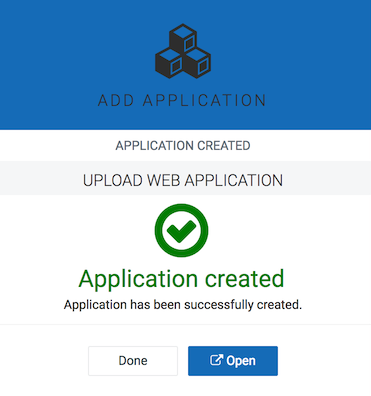 ADD APPLICATION
APPLICATION CREATED
UPLOAD WEB APPLICATION
Application created
Application has been successfully created.
Done
Open